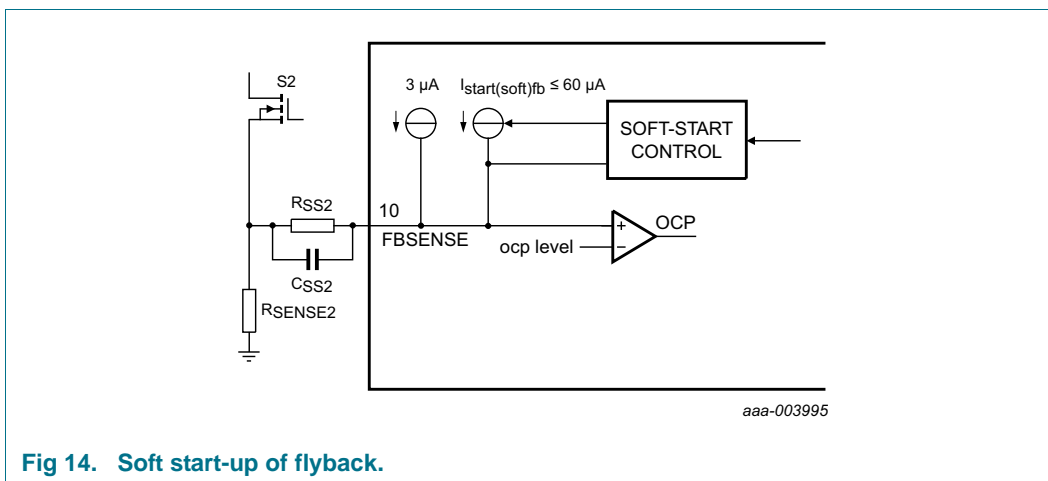 S2
3 µA
Istart(soft)fb ≤ 60 µA
SOFT-START
CONTROL
RSS2
10
FBSENSE
CSS2
ocp level
+
−
OCP
RSENSE2
aaa-003995
Fig 14. Soft start-up of flyback.